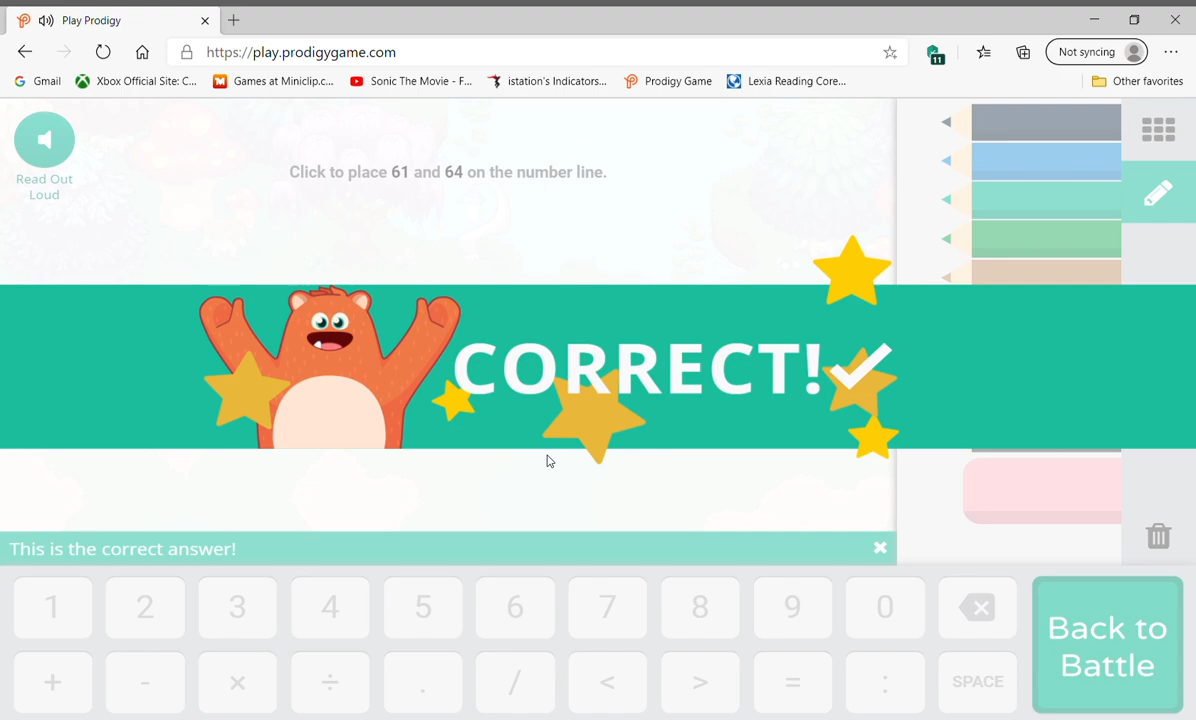 Play Prodigy
https://play.prodigygame.com
11
Not syncing
Gmail
Xbox Official Site: C...
Games at Miniclip.c...
Sonic The Movie - F...
istation's Indicators...
Prodigy Game
Lexia Reading Core...
Other favorites
Read Out
Loud
Click to place 61 and 64 on the number line.
CORRECT!
This is the correct answer!
1 2 3 4 5 6 7 8 9 0
+ - × ÷ . / < > = : SPACE
Back to
Battle